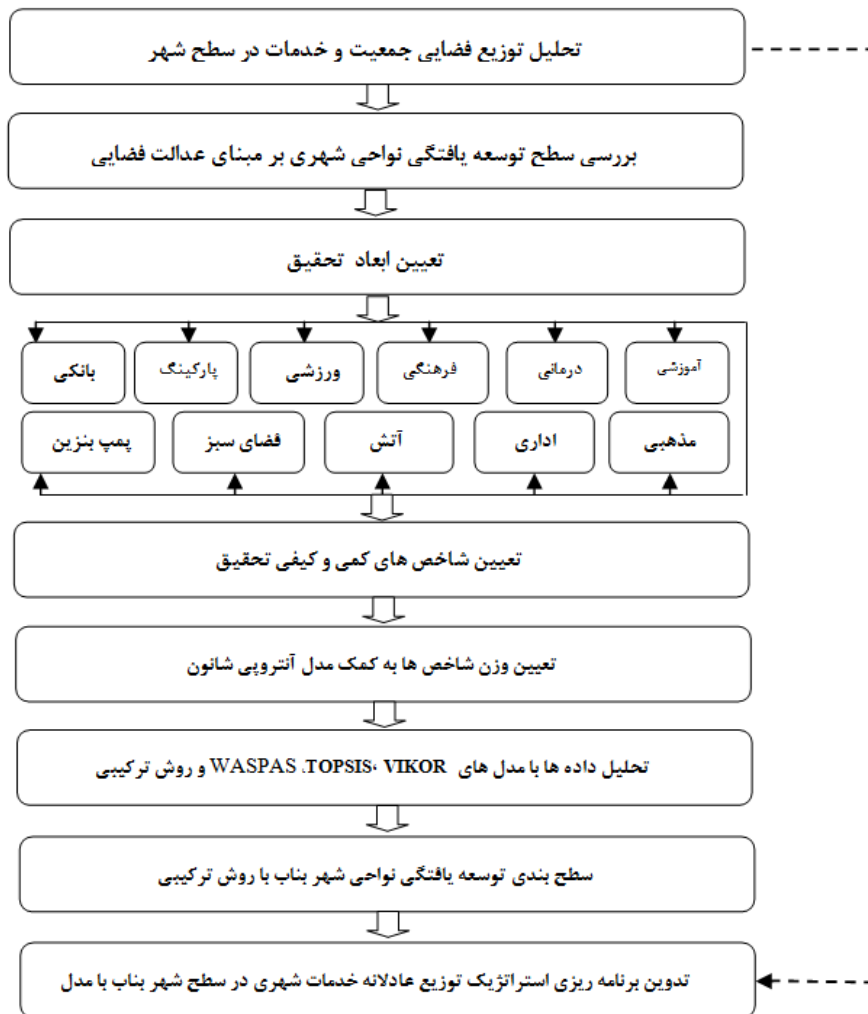 تحلیل توزیع فضایی جمعیت و خدمات در سطح شهر
بررسی سطح توسعه یافتگی نواحی شهری بر مبنای عدالت فضایی
تعیین ابعاد تحقیق
آموزشی
درمانی
فرهنگی
ورزشی
پارکینگ
بانکی
مذهبی
اداری
آتش
فضای سبز
پمپ بنزین
تعیین شاخص های کمی و کیفی تحقیق
تعیین وزن شاخص ها به کمک مدل آنتروپی شانون
تحلیل داده ها با مدل های WASPAS .TOPSIS، VIKOR و روش ترکیبی
سطح بندی توسعه یافتگی نواحی شهر بناب با روش ترکیبی
تدوین برنامه ریزی استراتژیک توزیع عادلانه خدمات شهری در سطح شهر بناب با مدل